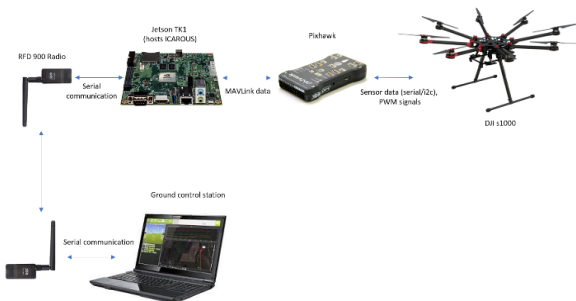 Jetson TK1
(hosts ICAROUS)
Pixhawk
RFD 900 Radio
Serial
communication
MAVLink data
Sensor data (serial/i2c),
PWM signals
DJI s1000
Ground control station
Serial communication